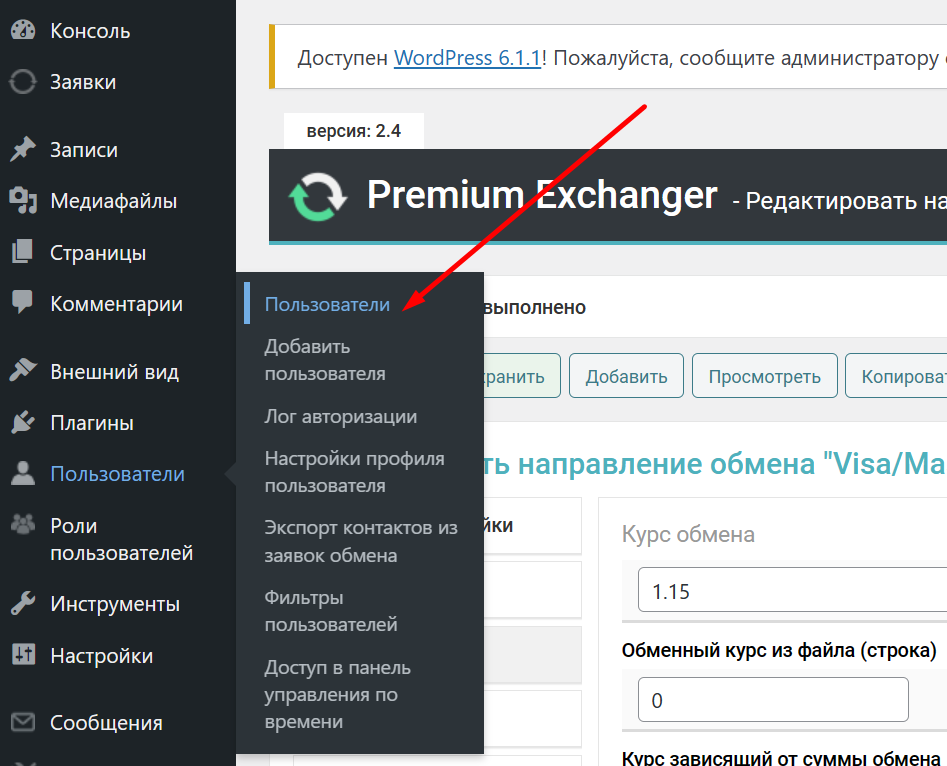 Консоль
Заявки
Записи
Медиафайлы
Страницы
Комментарии
Внешний вид
Плагины
Пользователи
Роли
пользователей
Инструменты
Настройки
Сообщения
Пользователи
Добавить
пользователя
Лог авторизации
Настройки профиля
пользователя
Экспорт контактов из
заявок обмена
Фильтры
пользователей
Доступ в панель
управления по
времени
Доступен WordPress 6.1.1! Пожалуйста, сообщите администратору
версия: 2.4
Premium Exchanger - Редактировать на
выполнено
хранить
Добавить
Просмотреть
Копироват
ть направление обмена "Visa/Ma
йки
Курс обмена
1.15
Обменный курс из файла (строка)
0
Курс зависящий от суммы обмена